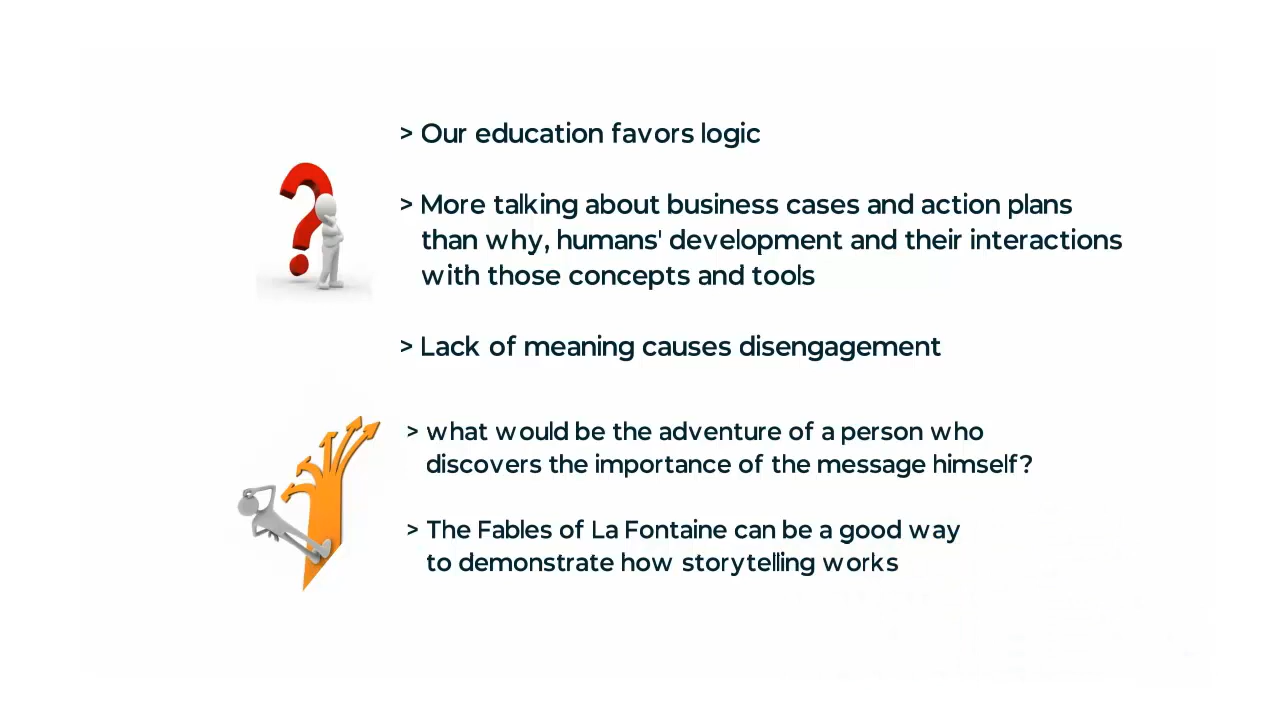 > Our education favors logic
> More talking about business cases and action plans
than why, humans' development and their interactions
with those concepts and tools
> Lack of meaning causes disengagement
> what would be the adventure of a person who
discovers the importance of the message himself?
> The Fables of La Fontaine can be a good way
to demonstrate how storytelling works